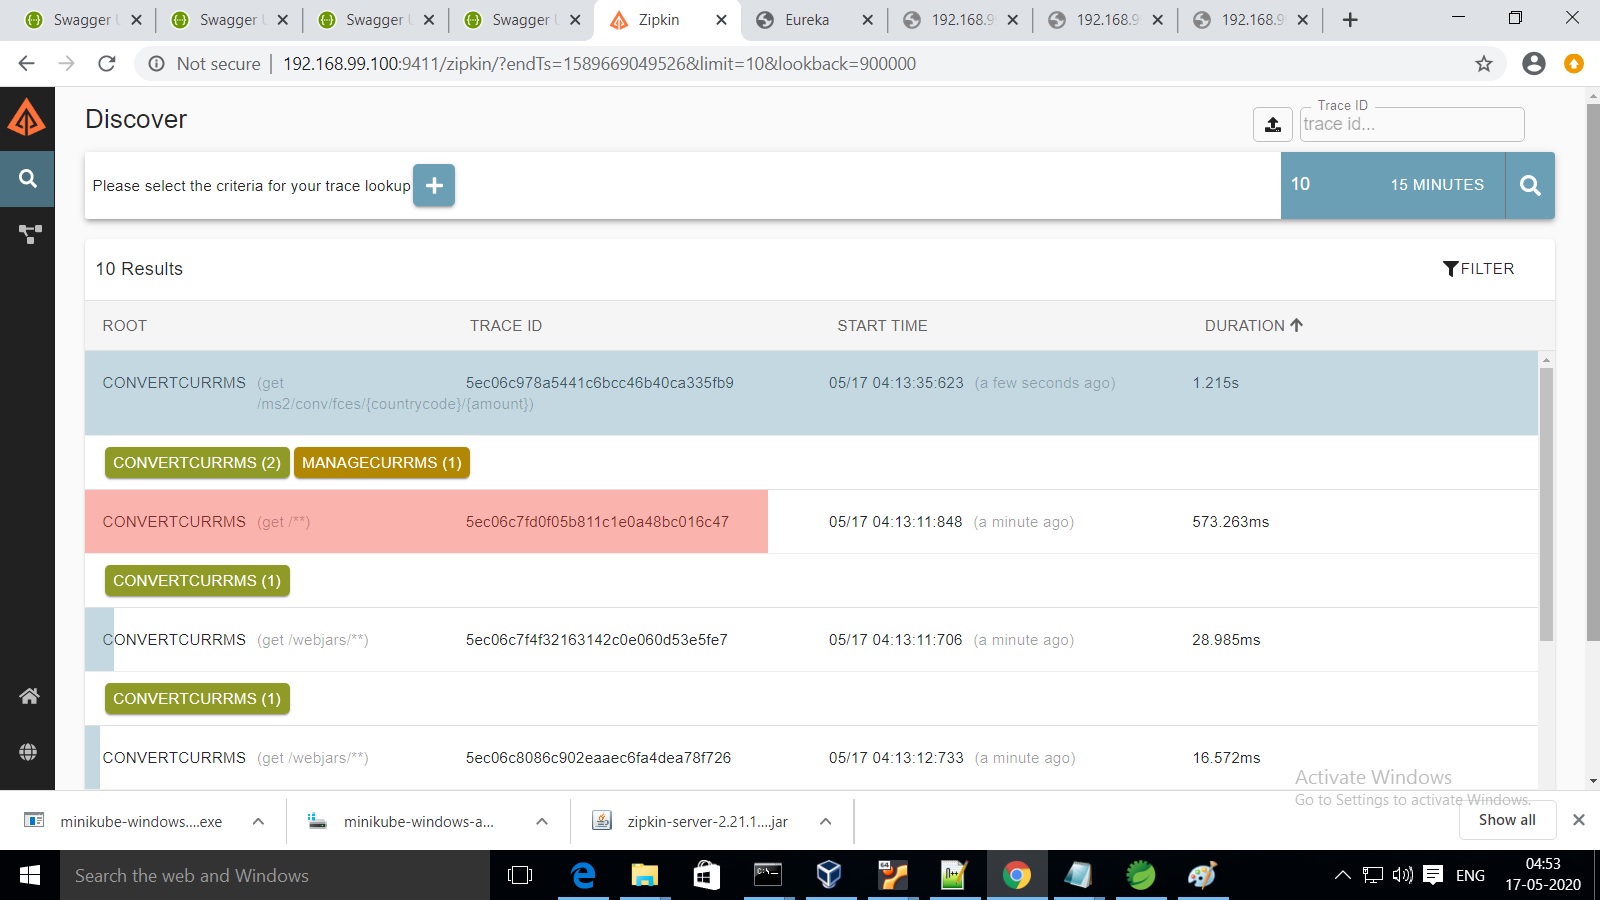 Swagger U
Swagger U
Swagger U
Swagger U
Zipkin
Eureka
192.168.9
192.168.9
192.168.9
Not secure
192.168.99.100:9411/zipkin/?endTs=1589669049526&limit=10&lookback=900000
Discover
Trace ID
trace id...
Please select the criteria for your trace lookup
10
15 MINUTES
10 Results
FILTER
ROOT TRACE ID START TIME DURATION
CONVERTCURRMS (get /ms2/conv/fces/{countrycode}/{amount}) 5ec06c978a5441c6bcc46b40ca335fb9 05/17 04:13:35:623 (a few seconds ago) 1.215s
CONVERTCURRMS (2) MANAGECURRMS (1)
CONVERTCURRMS (get /**) 5ec06c7fd0f05b811c1e0a48bc016c47 05/17 04:13:11:848 (a minute ago) 573.263ms
CONVERTCURRMS (1)
CONVERTCURRMS (get /webjars/**) 5ec06c7f4f32163142c0e060d53e5fe7 05/17 04:13:11:706 (a minute ago) 28.985ms
CONVERTCURRMS (1)
CONVERTCURRMS (get /webjars/**) 5ec06c8086c902eaaec6fa4dea78f726 05/17 04:13:12:733 (a minute ago) 16.572ms
Activate Windows
Go to Settings to activate Windows.
minikube-windows....exe
minikube-windows-a...
zipkin-server-2.21.1....jar
Show all
Search the web and Windows
64
N++
ENG
04:53
17-05-2020